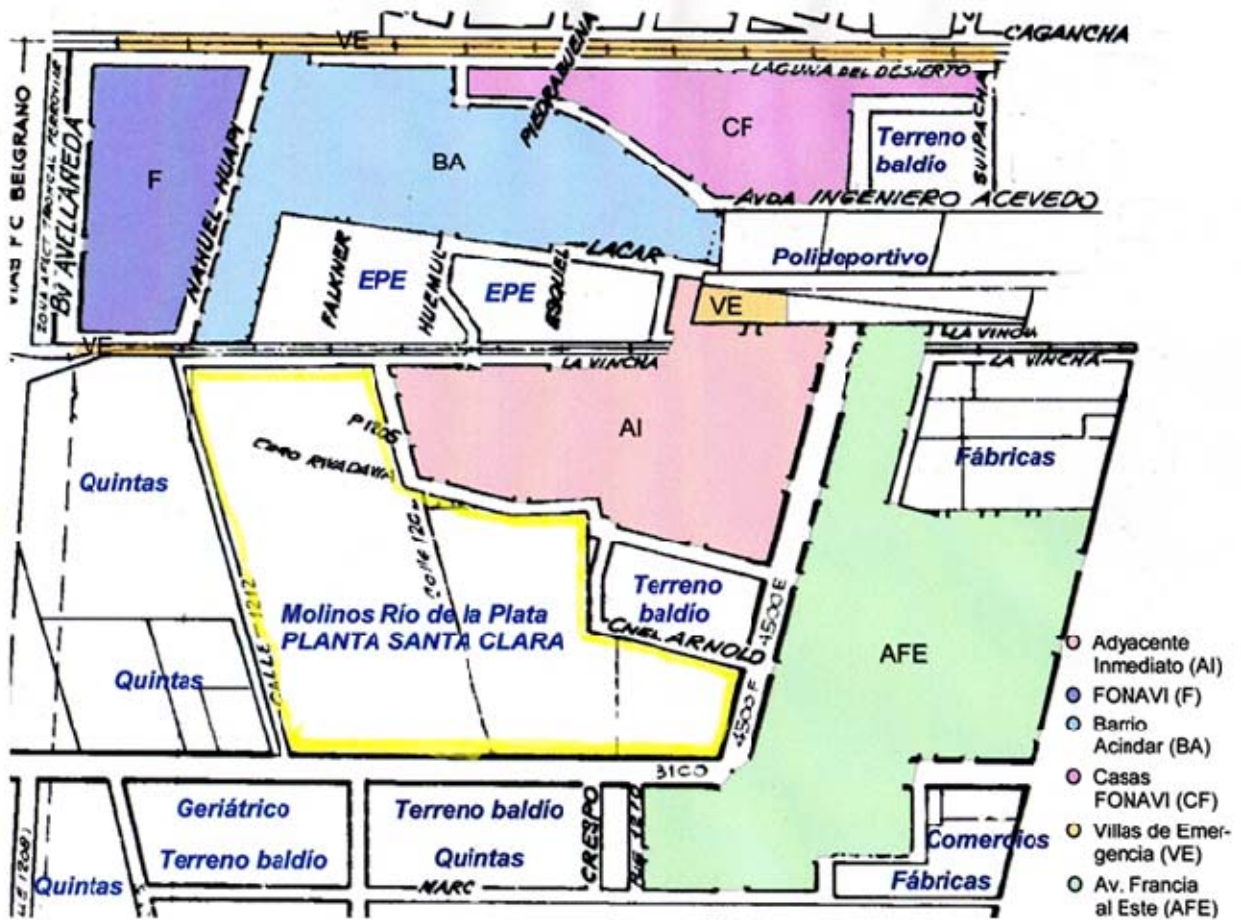 CAGANCHA
VE
PIEDRABUENA
LAGUNA DEL DESIERTO
VIAS FC BELGRANO
BV AVELLANEDA
NAHUEL-HUAPI
F
BA
CF
Terreno
baldío
SUIPACHA
AVDA INGENIERO ACEVEDO
FALKNER
EPE
HUEMUL
EPE
ESQUEL
LACAR
Polideportivo
VE
VE
LA VINCHA
LA VINCHA
LA VINCHA
Quintas
PILOS
AI
Fábricas
CALLE 1212
Molinos Río de la Plata
PLANTA SANTA CLARA
Terreno
baldío
CNEL ARNOLD
4500 E
AFE
Quintas
Adyacente
Inmediato (AI)
FONAVI (F)
Barrio
Acindar (BA)
Casas
FONAVI (CF)
Villas de Emer-
gencia (VE)
Av. Francia
al Este (AFE)
Geriátrico
Terreno baldío
Terreno baldío
Quintas
CRESPO
Quintas
MARC
Comercios
Fábricas